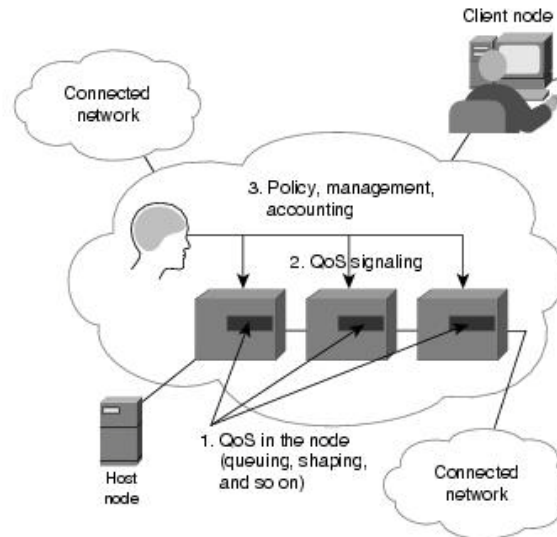 Client node
Connected
network
3. Policy, management,
accounting
2. QoS signaling
1. QoS in the node
(queuing, shaping,
and so on)
Host
node
Connected
network